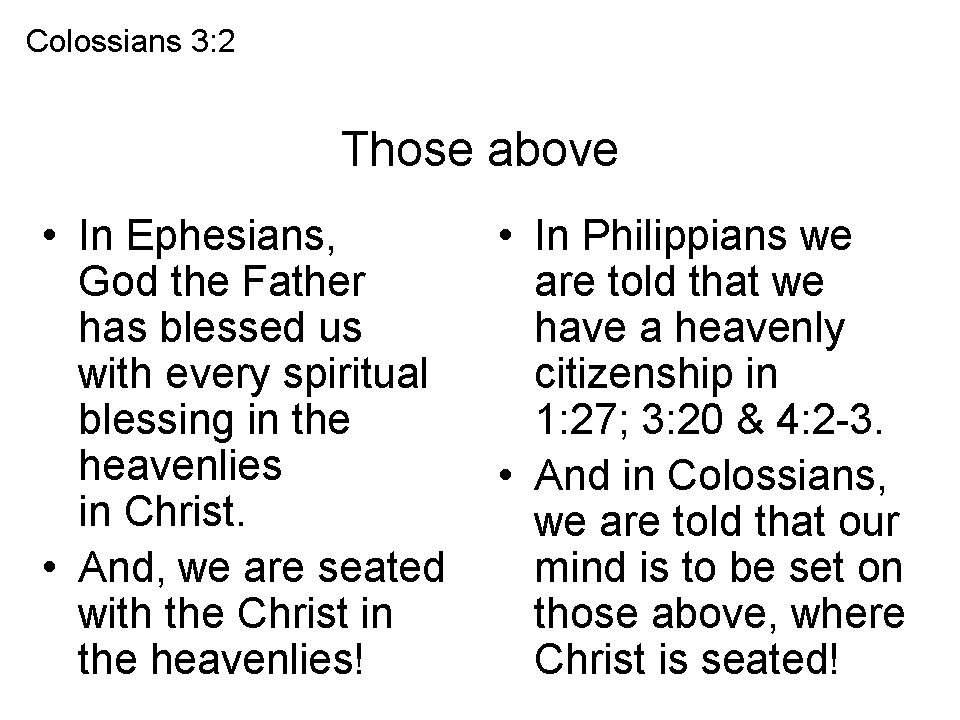 Colossians 3:2
Those above
• In Ephesians,
God the Father
has blessed us
with every spiritual
blessing in the
heavenlies
in Christ.
• And, we are seated
with the Christ in
the heavenlies!
• In Philippians we
are told that we
have a heavenly
citizenship in
1:27; 3:20 & 4:2-3.
• And in Colossians,
we are told that our
mind is to be set on
those above, where
Christ is seated!